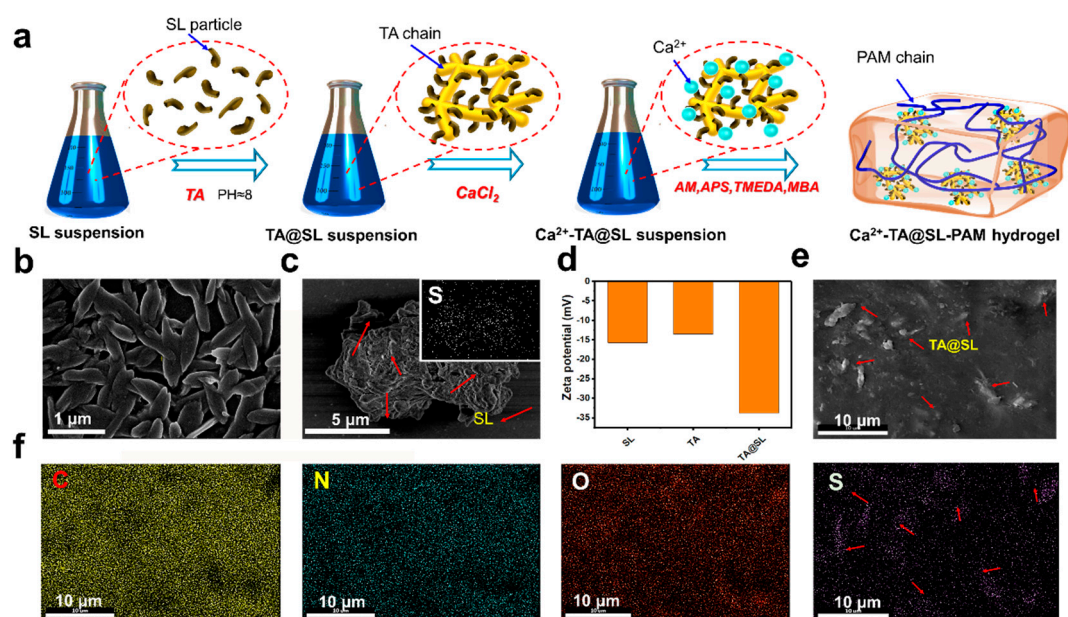 a
SL particle
TA chain
Ca²⁺
PAM chain
TA PH≈8
CaCl₂
AM,APS,TMEDA,MBA
SL suspension
TA@SL suspension
Ca²⁺-TA@SL suspension
Ca²⁺-TA@SL-PAM hydrogel
b
1 μm
c
S
SL
5 μm
d
Zeta potential (mV)
0
-5
-10
-15
-20
-25
-30
-35
SL
TA
TA@SL
e
TA@SL
10 μm
f
C
10 μm
N
10 μm
O
10 μm
S
10 μm